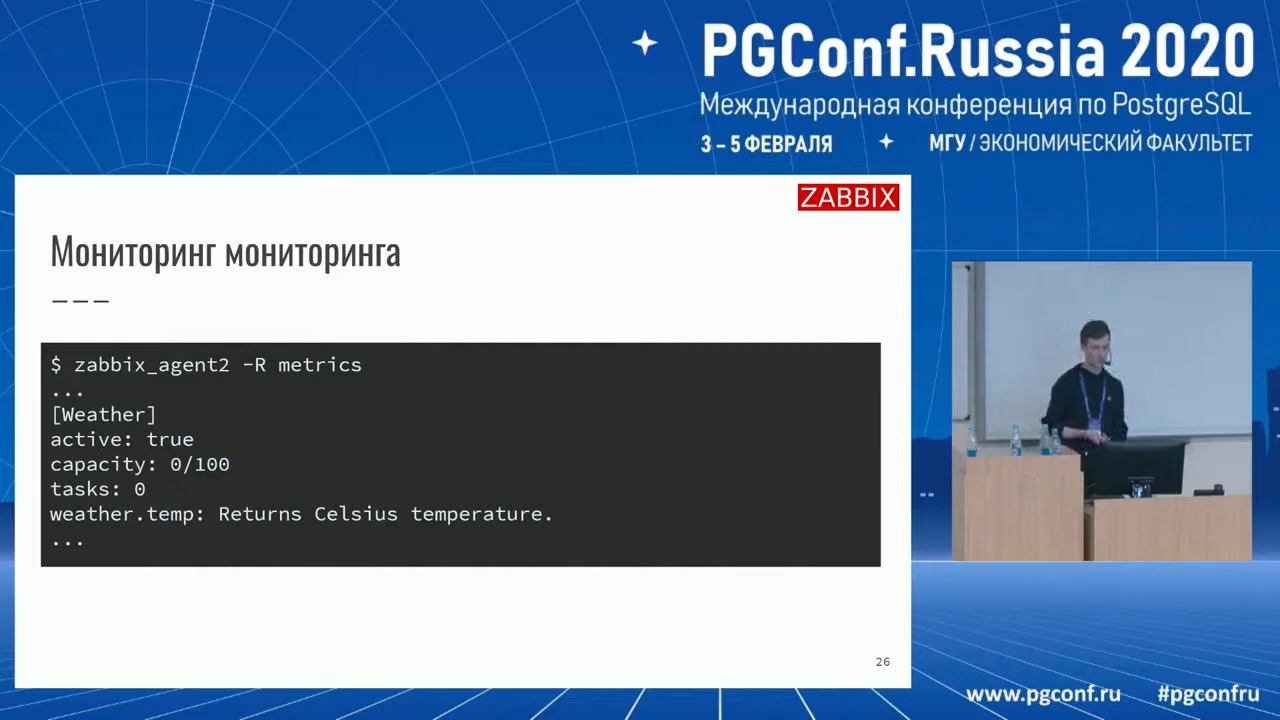 PGConf.Russia 2020
Международная конференция по PostgreSQL
3 – 5 ФЕВРАЛЯ
МГУ / ЭКОНОМИЧЕСКИЙ ФАКУЛЬТЕТ
ZABBIX
Мониторинг мониторинга
---
$ zabbix_agent2 -R metrics
...
[Weather]
active: true
capacity: 0/100
tasks: 0
weather.temp: Returns Celsius temperature.
...
26
www.pgconf.ru #pgconfru